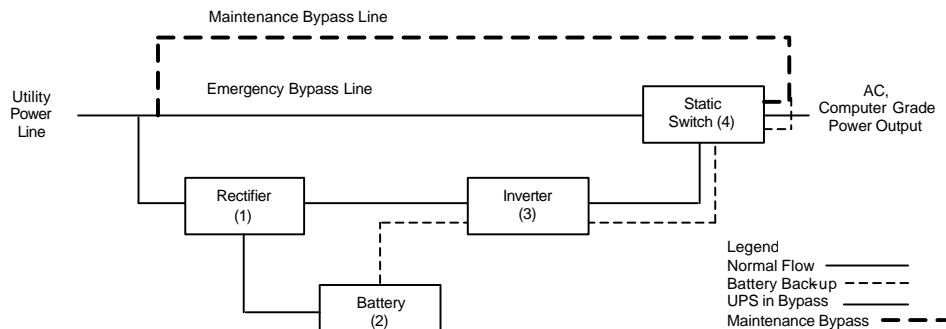 Maintenance Bypass Line
Emergency Bypass Line
Utility
Power
Line
Static
Switch (4)
AC,
Computer Grade
Power Output
Rectifier
(1)
Inverter
(3)
Battery
(2)
Legend
Normal Flow
Battery Back-up
UPS in Bypass
Maintenance Bypass